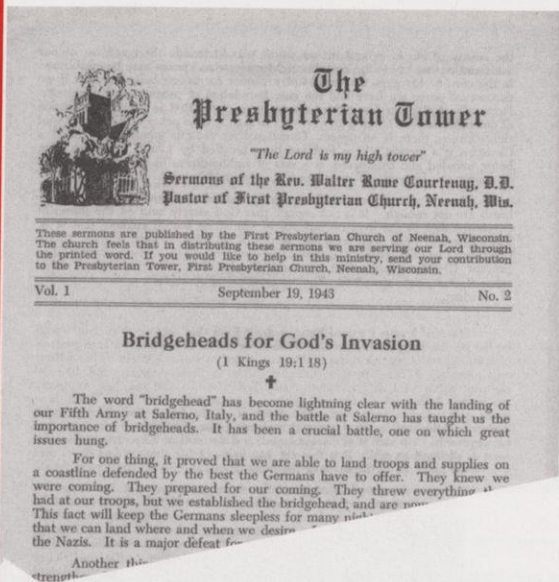 The
Presbyterian Tower
"The Lord is my high tower"
Sermons of the Rev. Walter Rowe Courtenay, D.D.
Pastor of First Presbyterian Church, Neenah, Wis.
These sermons are published by the First Presbyterian Church of Neenah, Wisconsin.
The church feels that in distributing these sermons we are serving our Lord through
the printed word. If you would like to help in this ministry, send your contribution
to the Presbyterian Tower, First Presbyterian Church, Neenah, Wisconsin.
Vol. 1 September 19, 1943 No. 2
Bridgeheads for God's Invasion
(1 Kings 19:1 18)
The word "bridgehead" has become lightning clear with the landing of
our Fifth Army at Salerno, Italy, and the battle at Salerno has taught us the
importance of bridgeheads. It has been a crucial battle, one on which great
issues hung.
For one thing, it proved that we are able to land troops and supplies on
a coastline defended by the best the Germans have to offer. They knew we
were coming. They prepared for our coming. They threw everything
had at our troops, but we established the bridgehead, and are
This fact will keep the Germans sleepless for many
that we can land where and when we desire
the Nazis. It is a major defeat
Another